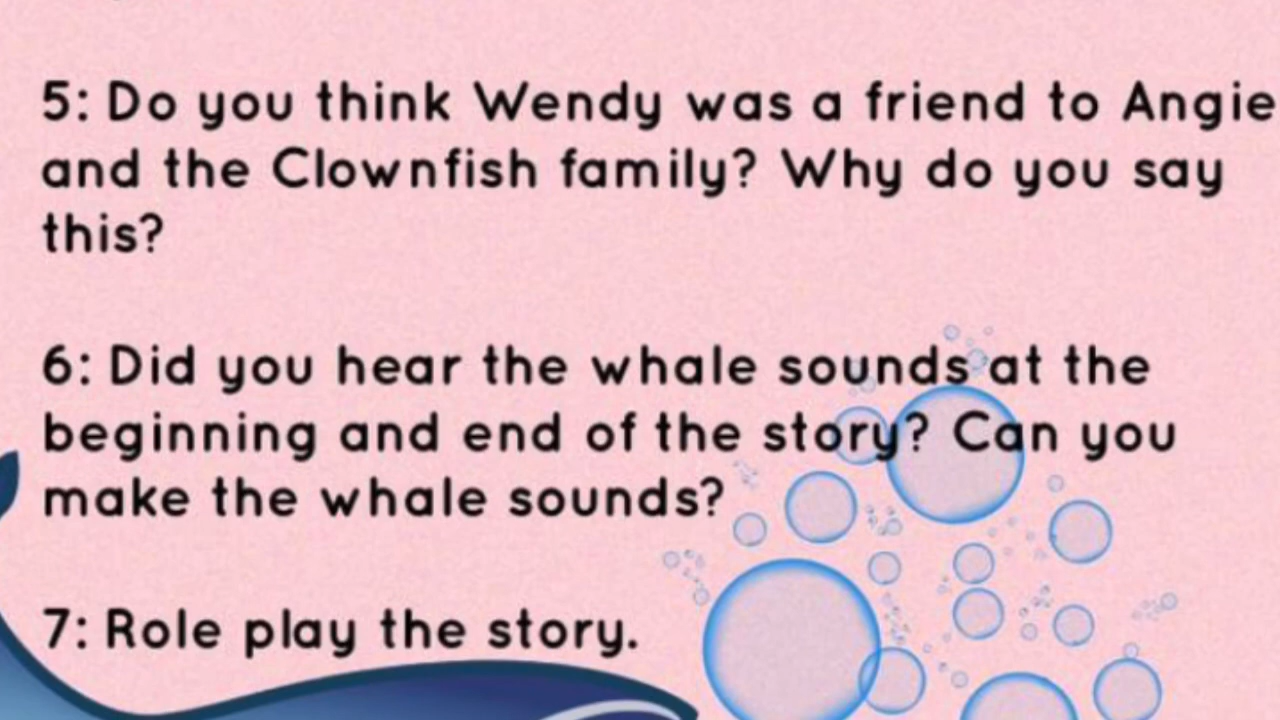 5: Do you think Wendy was a friend to Angie
and the Clownfish family? Why do you say
this?
6: Did you hear the whale sounds at the
beginning and end of the story? Can you
make the whale sounds?
7: Role play the story.